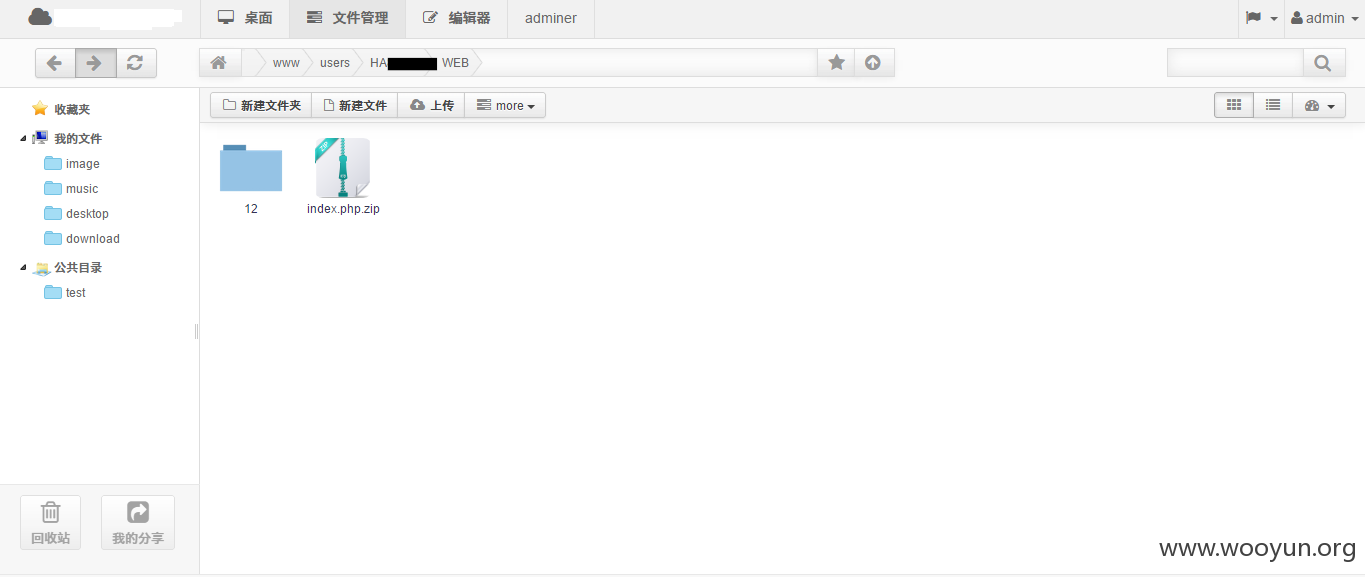 桌面 文件管理 编辑器 adminer admin
www users HA WEB
收藏夹 新建文件夹 新建文件 上传 more
我的文件
image
music
desktop
download
公共目录
test
12 index.php.zip
回收站 我的分享
www.wooyun.org